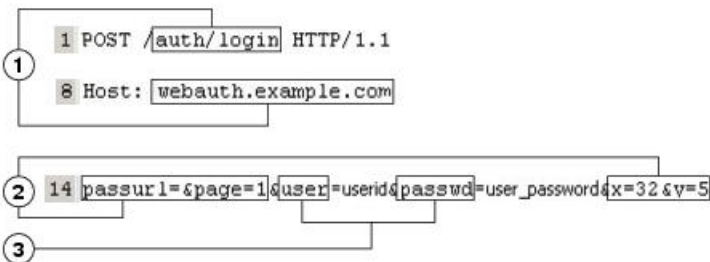 1 POST /auth/login HTTP/1.1
1
8 Host: webauth.example.com
2 14 passurl=&page=1&user=userid&passwd=user_password&x=32&y=5
3